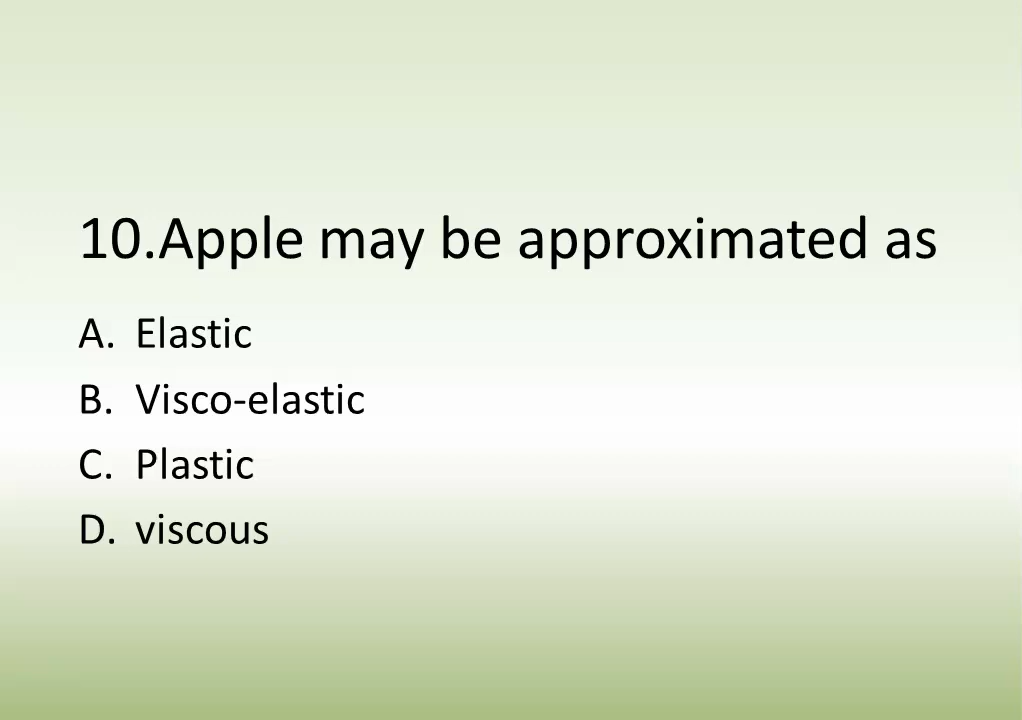 10.Apple may be approximated as
A. Elastic
B. Visco-elastic
C. Plastic
D. viscous